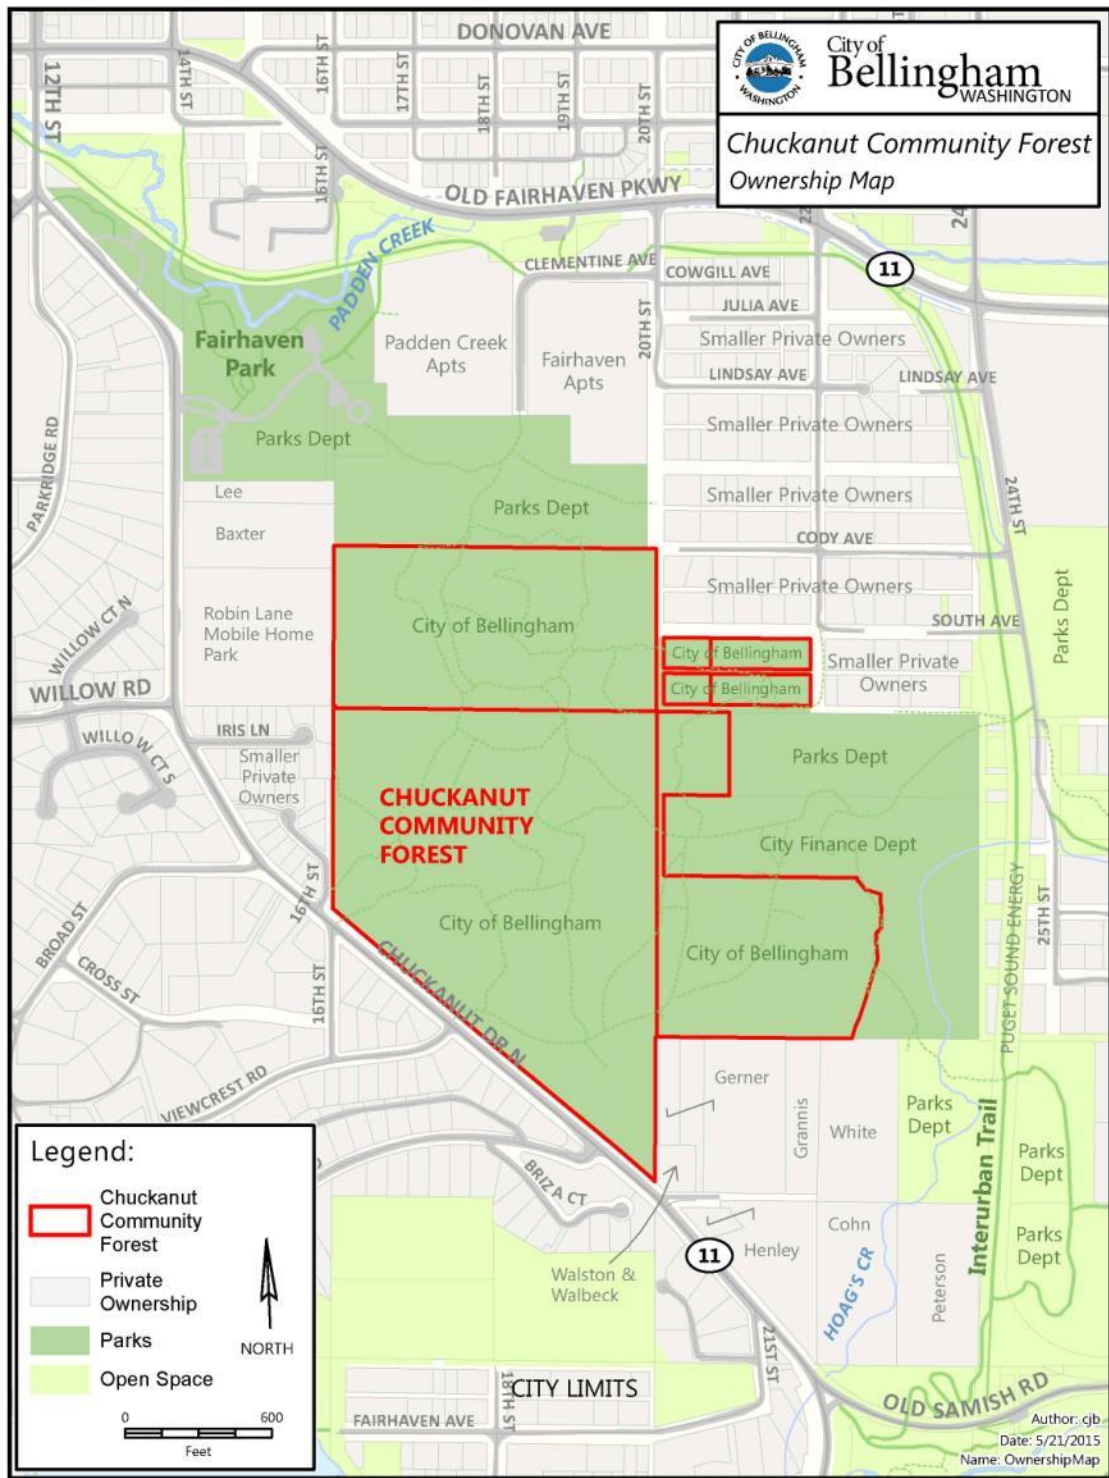 DONOVAN AVE
12TH ST
14TH ST
16TH ST
17TH ST
18TH ST
19TH ST
20TH ST
CITY OF BELLINGHAM
WASHINGTON
City of
Bellingham
WASHINGTON
Chuckanut Community Forest
Ownership Map
16TH ST
OLD FAIRHAVEN PKWY
22
24
PADDEN CREEK
CLEMENTINE AVE
COWGILL AVE
11
JULIA AVE
20TH ST
Fairhaven
Park
Padden Creek
Apts
Fairhaven
Apts
Smaller Private Owners
LINDSAY AVE
LINDSAY AVE
Smaller Private Owners
Parks Dept
PARKRIDGE RD
Lee
Baxter
Parks Dept
Smaller Private Owners
24TH ST
CODY AVE
Smaller Private Owners
Parks Dept
WILLOW CT N
Robin Lane
Mobile Home
Park
City of Bellingham
SOUTH AVE
City of Bellingham
City of Bellingham
Smaller Private
Owners
WILLOW RD
WILLO W CT S
IRIS LN
Smaller
Private
Owners
Parks Dept
CHUCKANUT
COMMUNITY
FOREST
City Finance Dept
16TH ST
BROAD ST
CROSS ST
16TH ST
City of Bellingham
City of Bellingham
CHUCKANUT DR N
PUGET SOUND ENERGY
25TH ST
VIEWCREST RD
Gerner
Grannis
White
Parks
Dept
Interurban Trail
Parks
Dept
Parks
Dept
BRIZA CT
Walston &
Walbeck
11
Henley
Cohn
HOAG'S CR
Peterson
21ST ST
OLD SAMISH RD
18TH ST
CITY LIMITS
FAIRHAVEN AVE
Legend:
Chuckanut
Community
Forest
Private
Ownership
Parks
Open Space
NORTH
0 600
Feet
Author: cjb
Date: 5/21/2015
Name: OwnershipMap